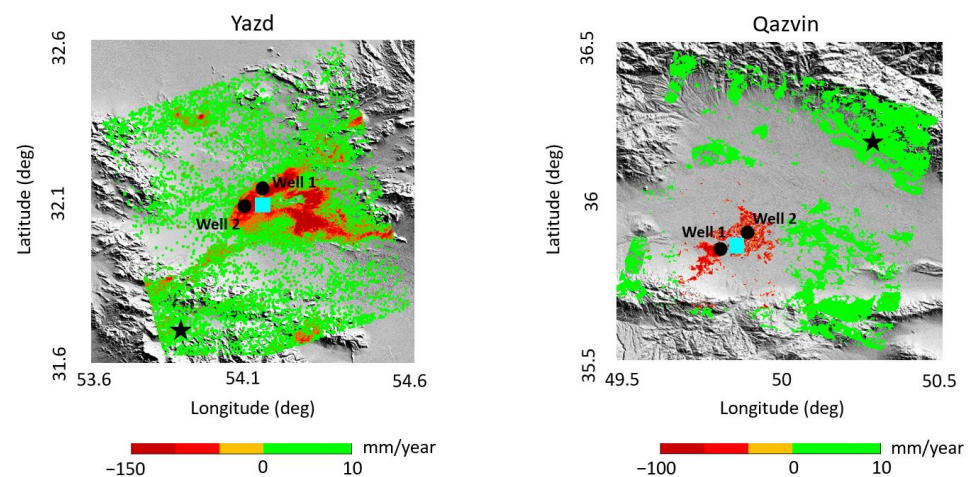 Yazd
32.6
32.1
31.6
Latitude (deg)
Well 1
Well 2
53.6
54.1
54.6
Longitude (deg)
−150
0
10
mm/year
Qazvin
36.5
36
35.5
Latitude (deg)
Well 2
Well 1
49.5
50
50.5
Longitude (deg)
−100
0
10
mm/year